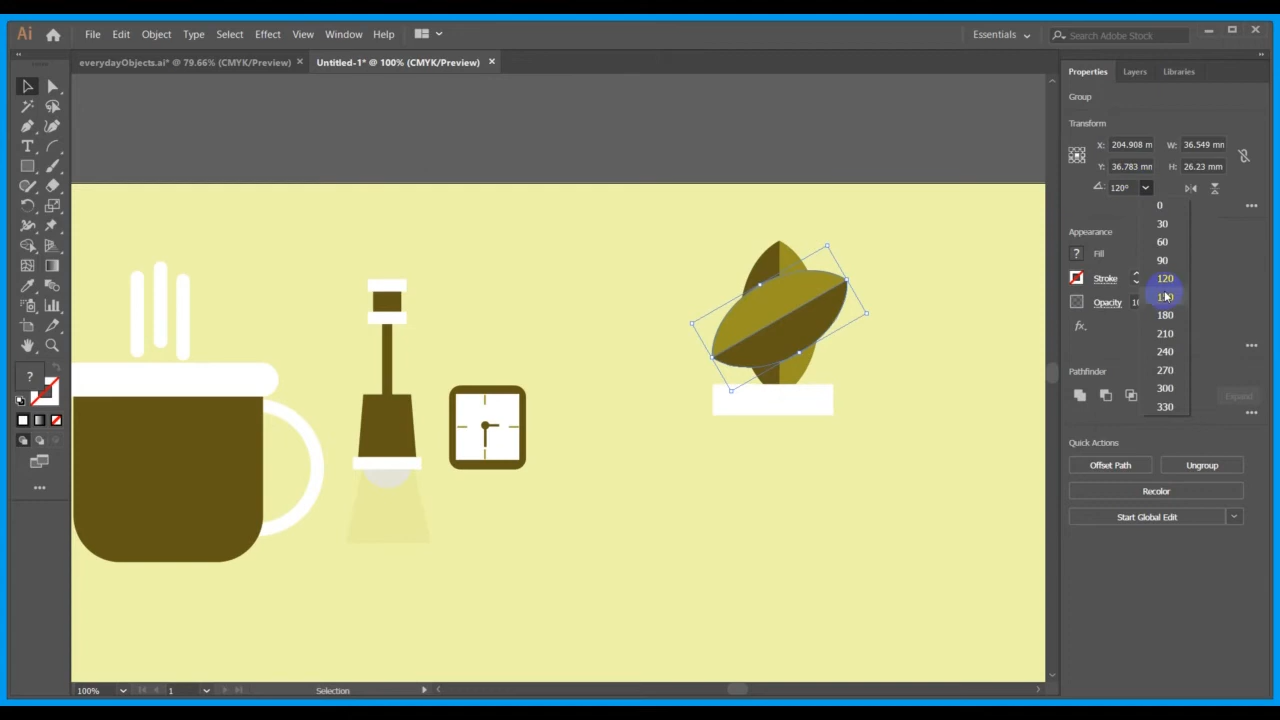 Ai File Edit Object Type Select Effect View Window Help Essentials Search Adobe Stock
everydayObjects.ai* @ 79.66% (CMYK/Preview) × Untitled-1* @ 100% (CMYK/Preview) ×
Properties Layers Libraries
Group
Transform
X: 204.908 m W: 36.549 mn
Y: 36.783 mn H: 26.23 mm
120°
0
30
60
90
120
180
210
240
270
300
330
Appearance
? Fill
Stroke
Opacity
fx.
Pathfinder
Expand
Quick Actions
Offset Path Ungroup
Recolor
Start Global Edit
T
?
100% 1 Selection